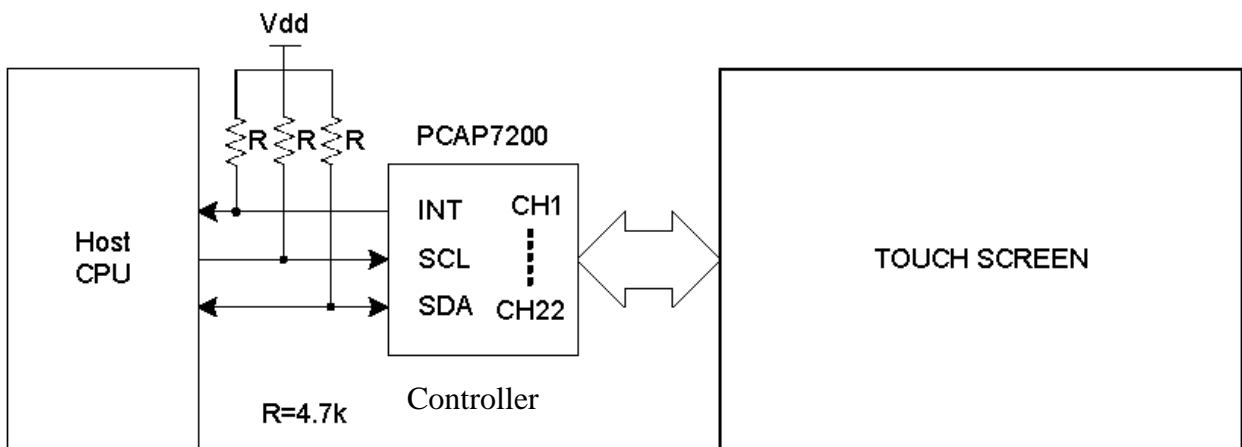 Vdd
R
R
R
PCAP7200
INT
CH1
Host
CPU
SCL
TOUCH SCREEN
SDA
CH22
R=4.7k
Controller